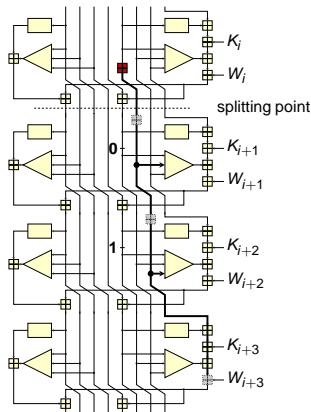 K_i
W_i
splitting point
0
K_{i+1}
W_{i+1}
1
K_{i+2}
W_{i+2}
K_{i+3}
W_{i+3}